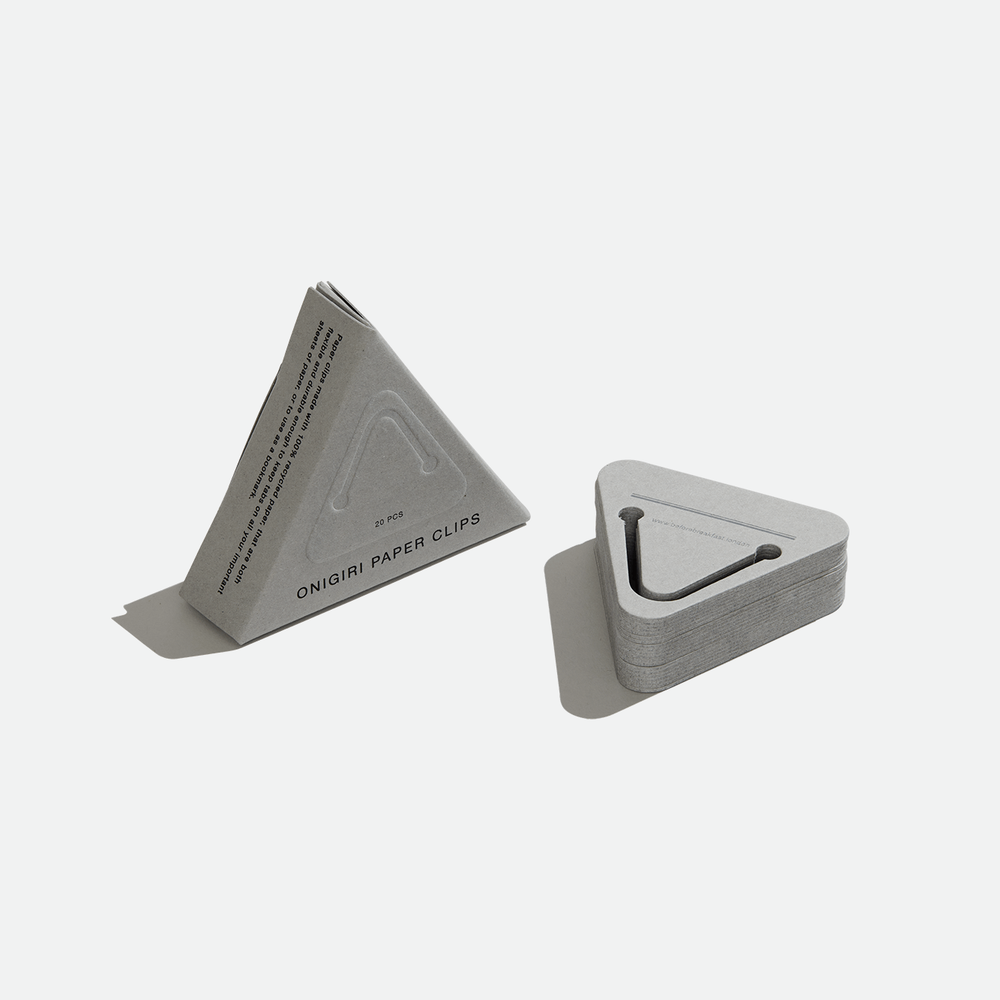 Paper clips made with 100% recycled paper, that are both
flexible and durable enough to keep tabs on all your important
sheets of paper, or to use as a bookmark.
20 PCS
ONIGIRI PAPER CLIPS